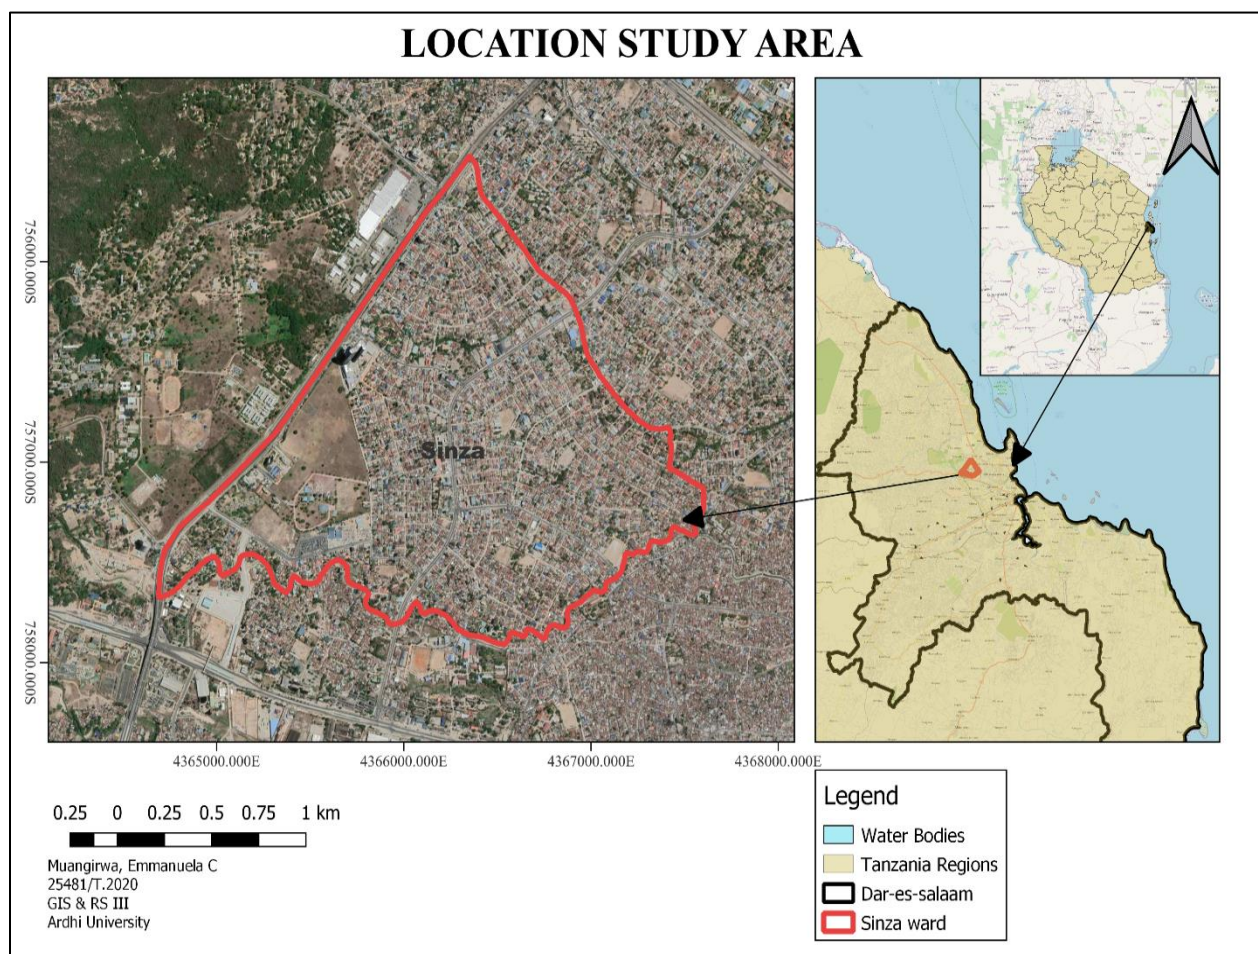 LOCATION STUDY AREA
756000.000S
757000.000S
758000.000S
Sinza
4365000.000E
4366000.000E
4367000.000E
4368000.000E
0.25 0 0.25 0.5 0.75 1 km
Muangirwa, Emmanuela C
25481/T.2020
GIS & RS III
Ardhi University
Legend
Water Bodies
Tanzania Regions
Dar-es-salaam
Sinza ward